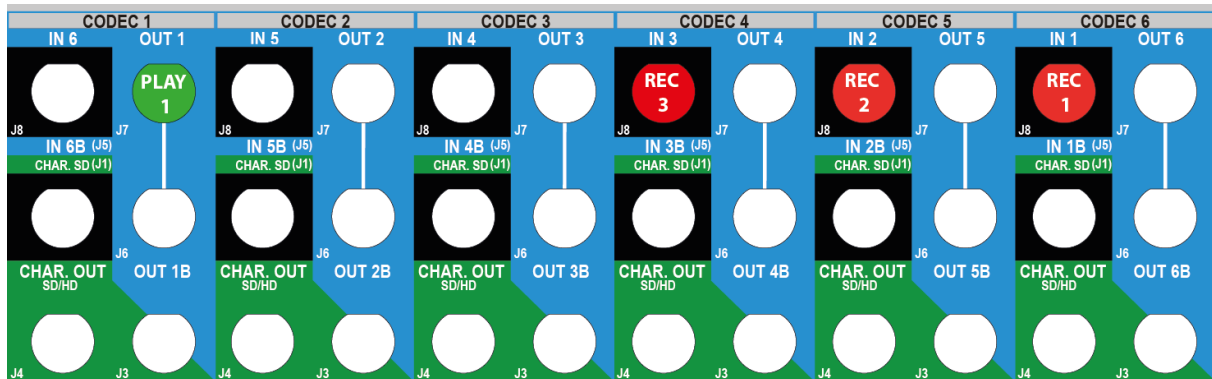 CODEC 1 CODEC 2 CODEC 3 CODEC 4 CODEC 5 CODEC 6
IN 6 OUT 1 IN 5 OUT 2 IN 4 OUT 3 IN 3 OUT 4 IN 2 OUT 5 IN 1 OUT 6
PLAY 1 REC 3 REC 2 REC 1
J8 J7 J8 J7 J8 J7 J8 J7 J8 J7 J8 J7
IN 6B (J5) IN 5B (J5) IN 4B (J5) IN 3B (J5) IN 2B (J5) IN 1B (J5)
CHAR. SD (J1) CHAR. SD (J1) CHAR. SD (J1) CHAR. SD (J1) CHAR. SD (J1) CHAR. SD (J1)
J6 J6 J6 J6 J6 J6
CHAR. OUT OUT 1B CHAR. OUT OUT 2B CHAR. OUT OUT 3B CHAR. OUT OUT 4B CHAR. OUT OUT 5B CHAR. OUT OUT 6B
SD/HD SD/HD SD/HD SD/HD SD/HD SD/HD
J4 J3 J4 J3 J4 J3 J4 J3 J4 J3 J4 J3